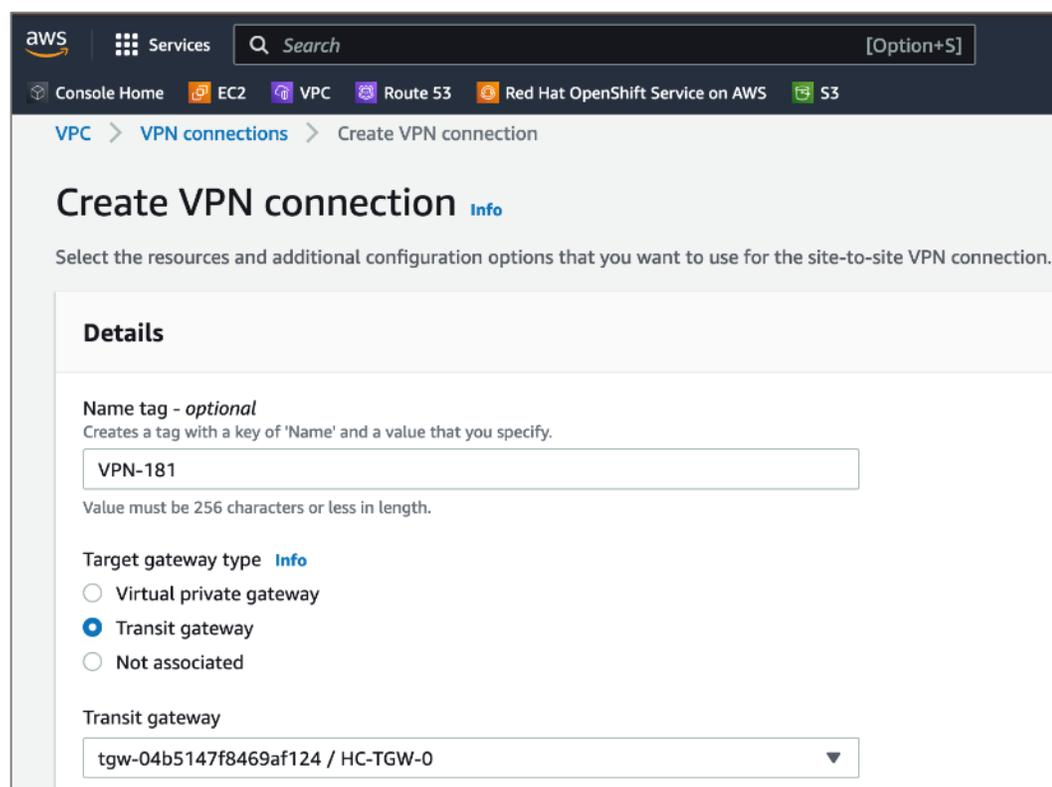 aws
Services
Search
[Option+S]
Console Home
EC2
VPC
Route 53
Red Hat OpenShift Service on AWS
S3
VPC > VPN connections > Create VPN connection
Create VPN connection Info
Select the resources and additional configuration options that you want to use for the site-to-site VPN connection.
Details
Name tag - optional
Creates a tag with a key of 'Name' and a value that you specify.
VPN-181
Value must be 256 characters or less in length.
Target gateway type Info
Virtual private gateway
Transit gateway
Not associated
Transit gateway
tgw-04b5147f8469af124 / HC-TGW-0